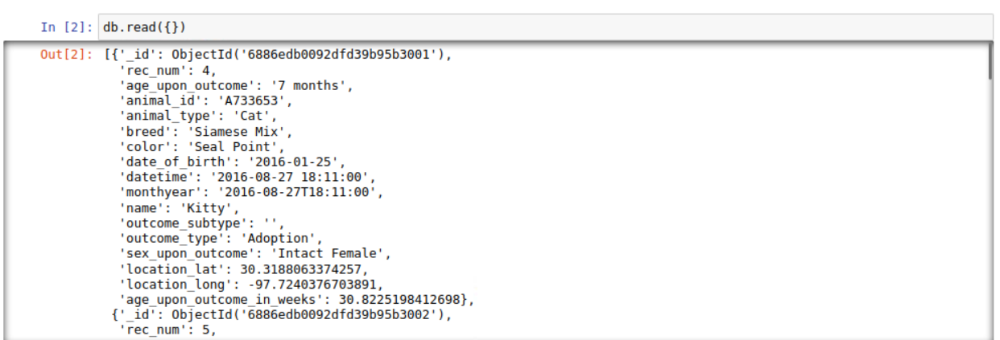 In [2]: db.read({})
Out[2]: [{'_id': ObjectId('6886edb0092dfd39b95b3001'),
'rec_num': 4,
'age_upon_outcome': '7 months',
'animal_id': 'A733653',
'animal_type': 'Cat',
'breed': 'Siamese Mix',
'color': 'Seal Point',
'date_of_birth': '2016-01-25',
'datetime': '2016-08-27 18:11:00',
'monthyear': '2016-08-27T18:11:00',
'name': 'Kitty',
'outcome_subtype': '',
'outcome_type': 'Adoption',
'sex_upon_outcome': 'Intact Female',
'location_lat': 30.3188063374257,
'location_long': -97.7240376703891,
'age_upon_outcome_in_weeks': 30.8225198412698},
{'_id': ObjectId('6886edb0092dfd39b95b3002'),
'rec_num': 5,